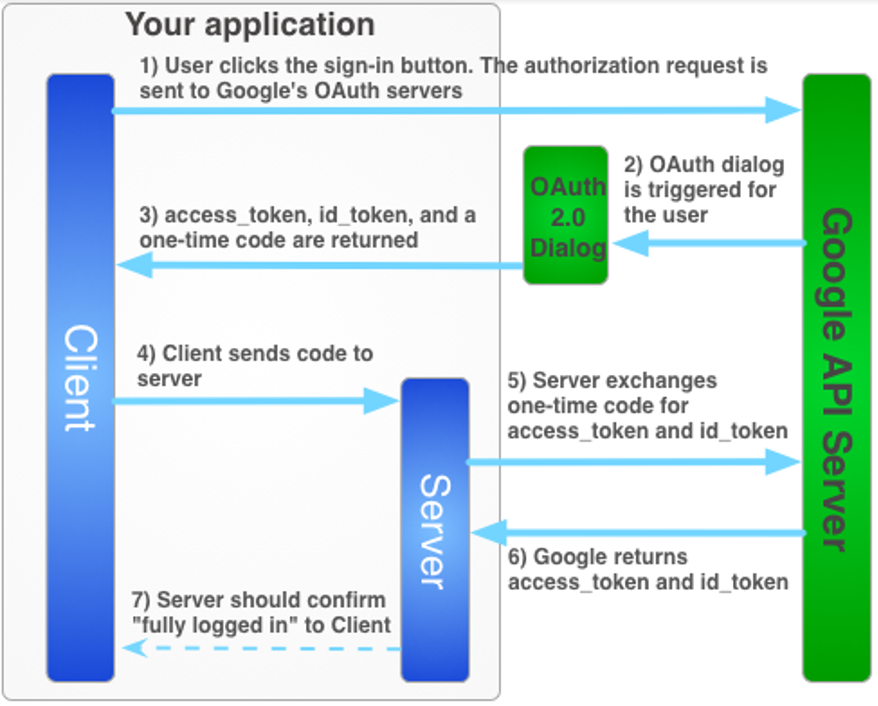 Your application
1) User clicks the sign-in button. The authorization request is
sent to Google's OAuth servers
OAuth
2.0
Dialog
2) OAuth dialog
is triggered for
the user
3) access_token, id_token, and a
one-time code are returned
Client
Google API Server
4) Client sends code to
server
Server
5) Server exchanges
one-time code for
access_token and id_token
6) Google returns
access_token and id_token
7) Server should confirm
"fully logged in" to Client